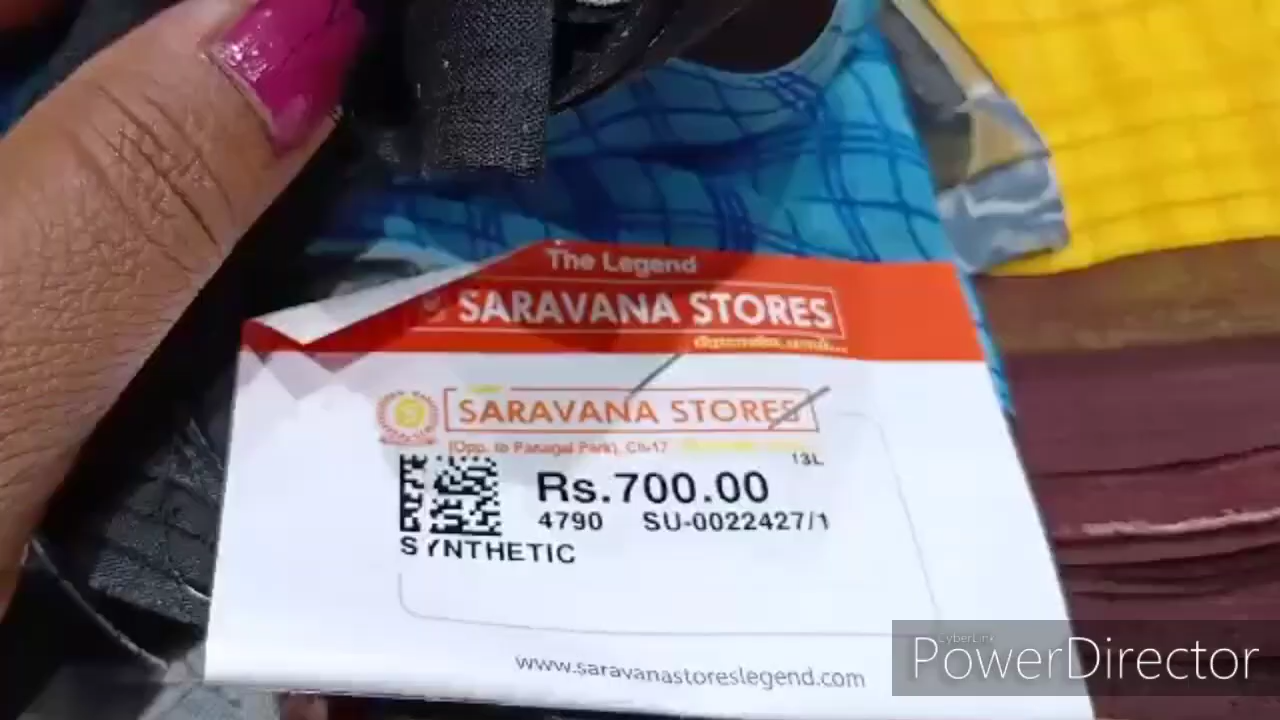 The Legend
SARAVANA STORES
SARAVANA STORES
(Opp. to Panagal Park), Ch-17
13L
Rs.700.00
4790 SU-0022427/1
SYNTHETIC
www.saravanastoreslegend.com
CyberLink
PowerDirector